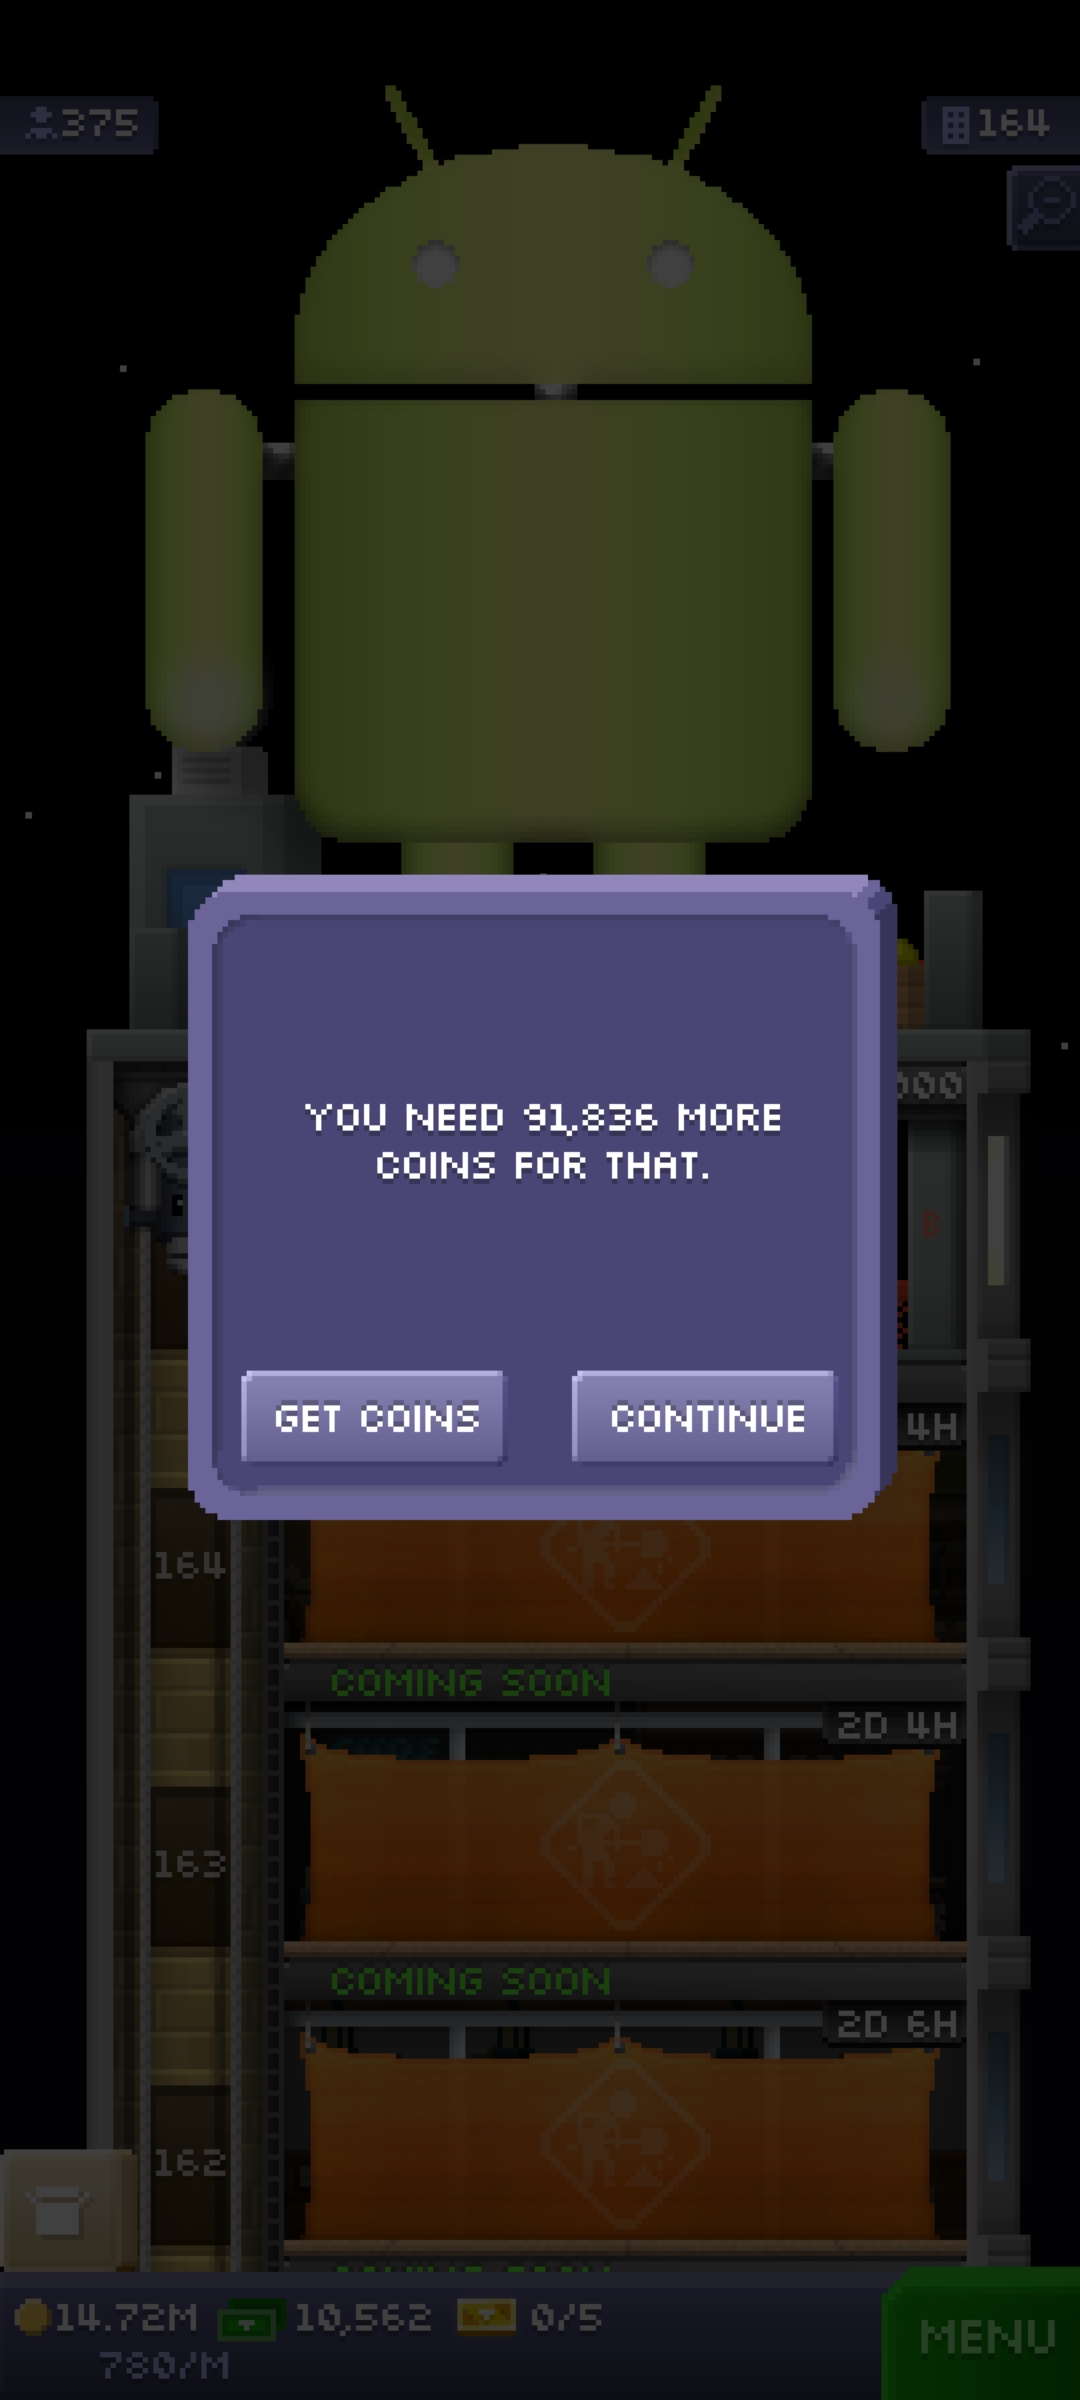 375
164
000
B
YOU NEED 91,836 MORE
COINS FOR THAT.
GET COINS
CONTINUE
4H
164
COMING SOON
2D 4H
163
COMING SOON
2D 6H
162
14.72M
10,562
0/5
780/M
MENU